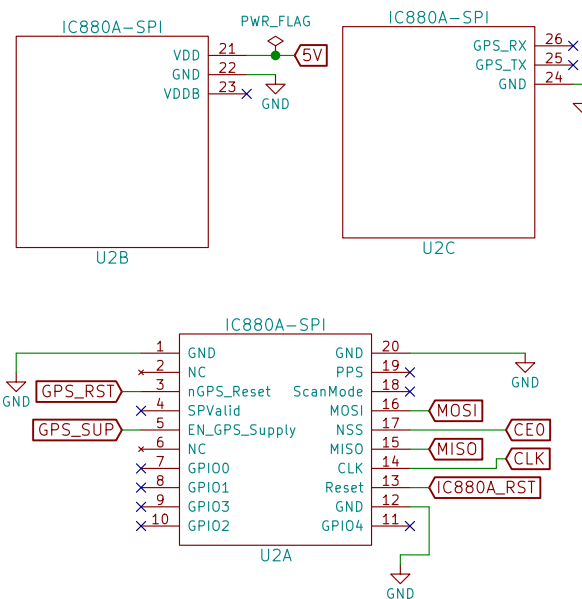 PWR_FLAG
IC880A-SPI
IC880A-SPI
VDD 21 5V
GND 22
VDDB 23
GND
U2B
GPS_RX 26
GPS_TX 25
GND 24
U2C
IC880A-SPI
1 GND GND 20
2 NC PPS 19
GND
GPS_RST 3 nGPS_Reset ScanMode 18
GND
4 SPValid MOSI 16 MOSI
GPS_SUP 5 EN_GPS_Supply NSS 17 CE0
6 NC MISO 15 MISO
7 GPIO0 CLK 14 CLK
8 GPIO1 Reset 13 IC880A_RST
9 GPIO3 GND 12
10 GPIO2 GPIO4 11
U2A
GND